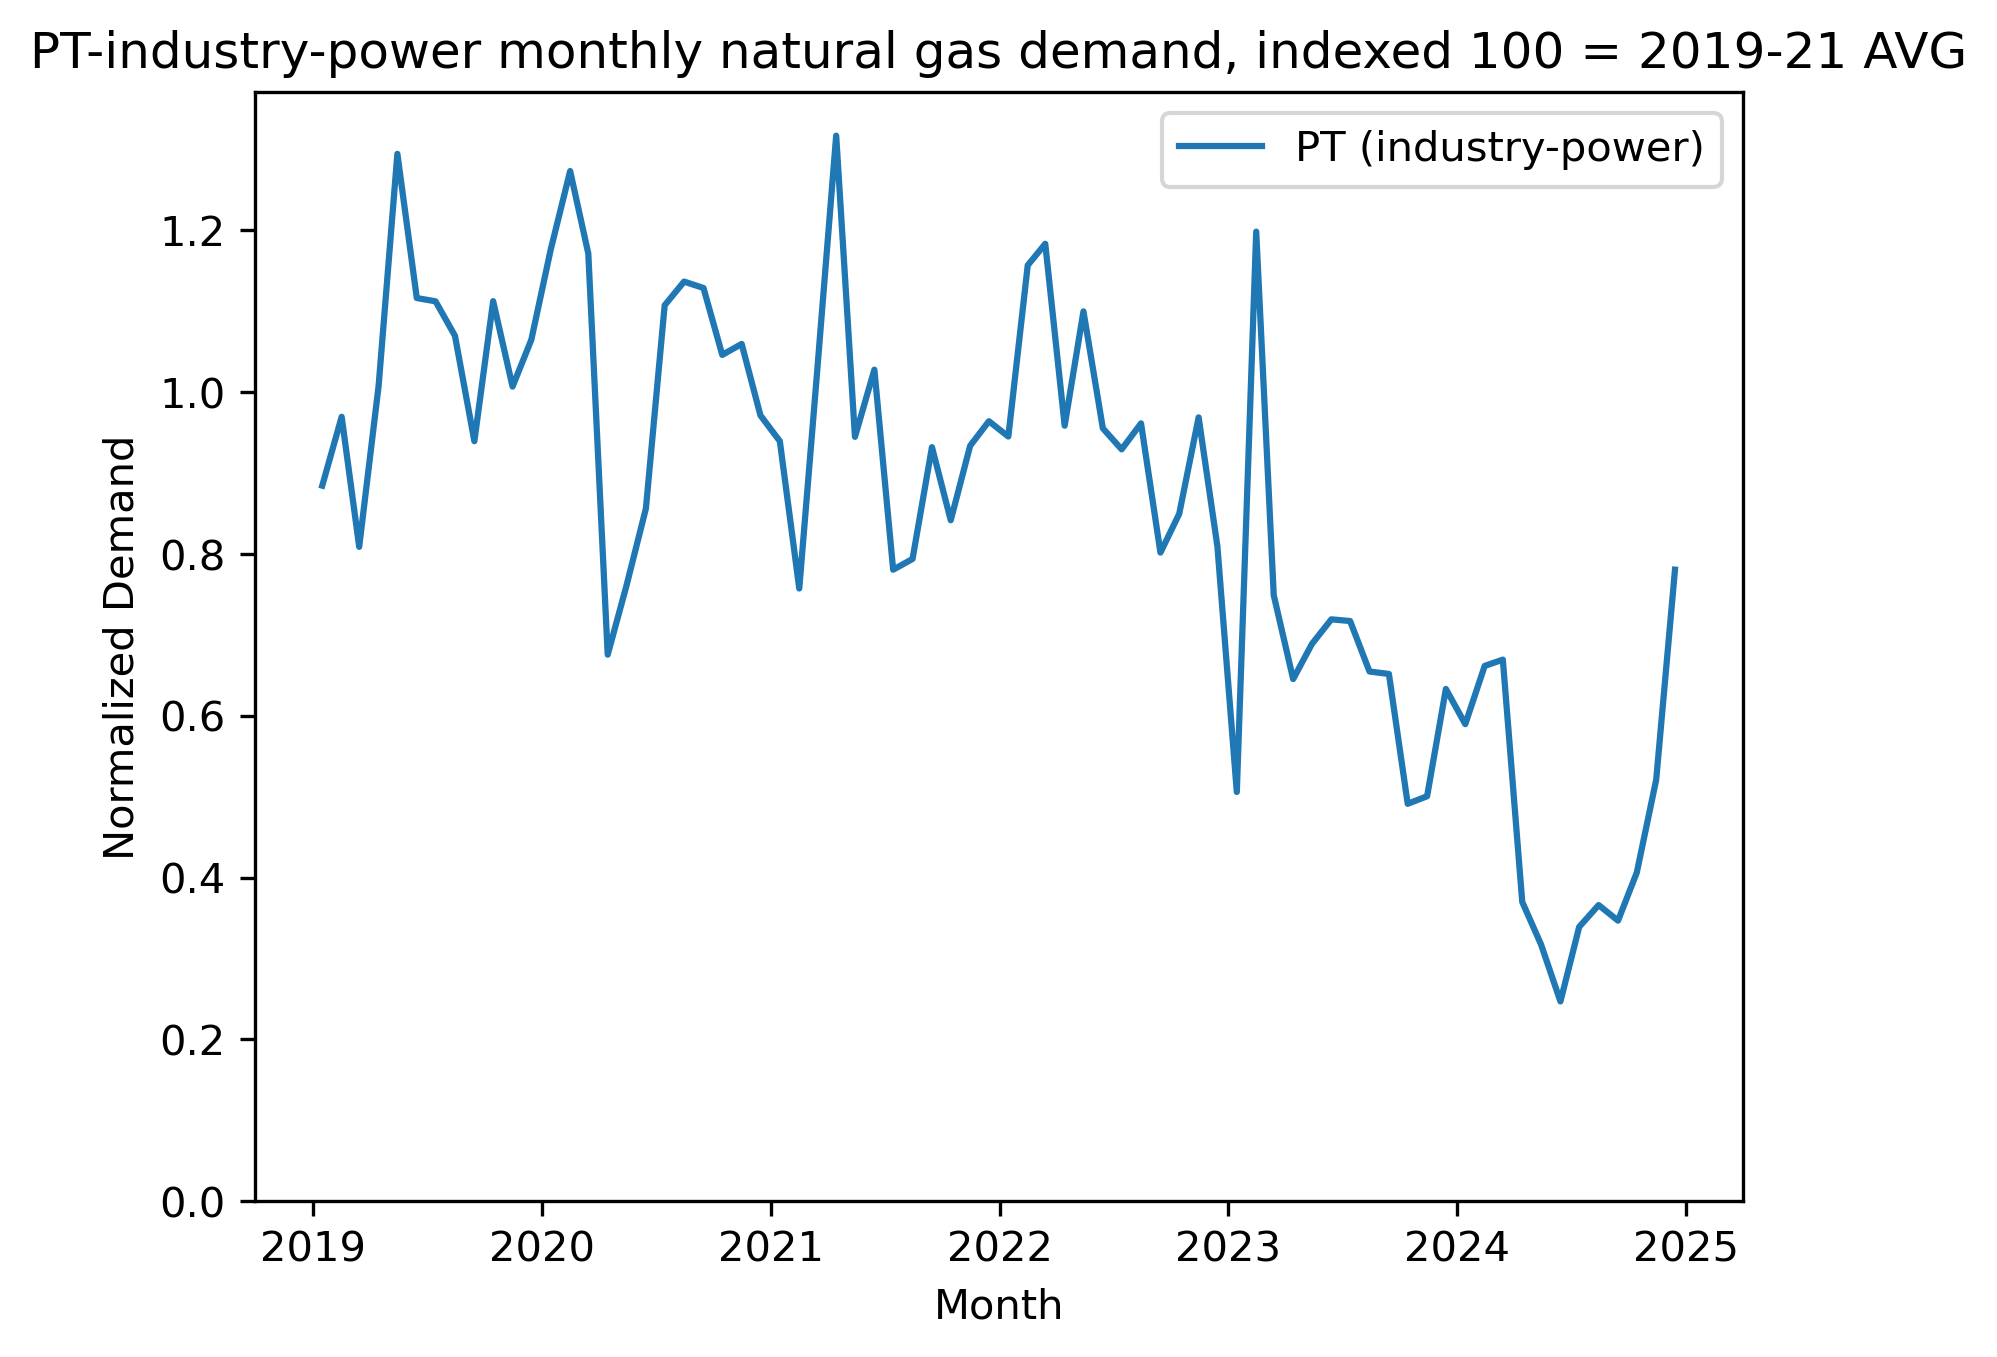 PT-industry-power monthly natural gas demand, indexed 100 = 2019-21 AVG
PT (industry-power)
Normalized Demand
1.2
1.0
0.8
0.6
0.4
0.2
0.0
2019 2020 2021 2022 2023 2024 2025
Month